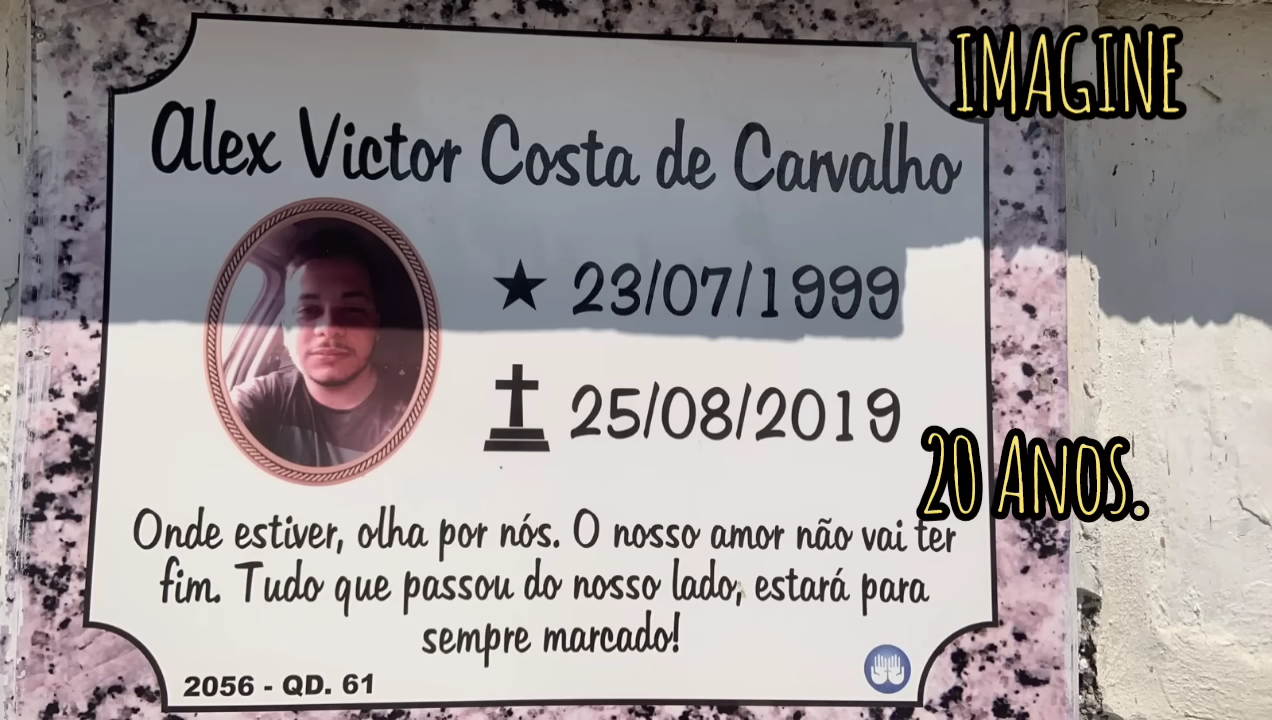 IMAGINE
Alex Victor Costa de Carvalho
23/07/1999
25/08/2019
20 ANOS.
Onde estiver, olha por nós. O nosso amor não vai ter
fim. Tudo que passou do nosso lado, estará para
sempre marcado!
2056 - QD. 61